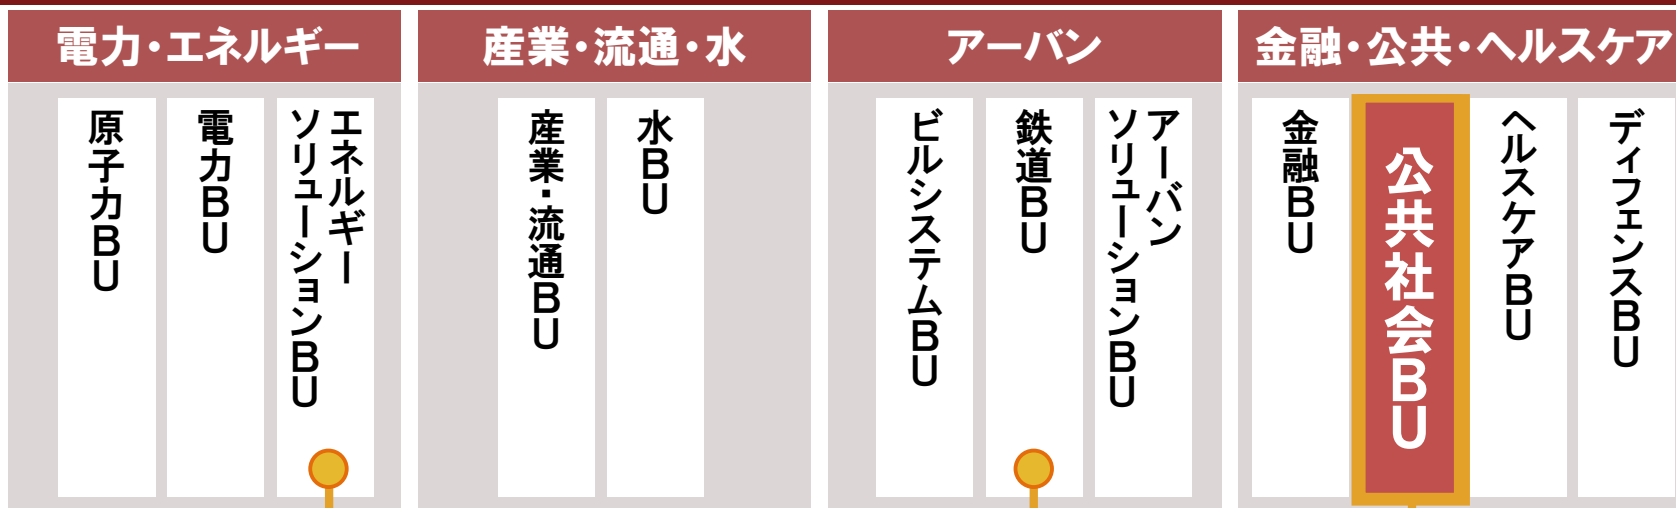 電力・エネルギー
原子力BU
電力BU
エネルギー
ソリューションBU
産業・流通・水
産業・流通BU
水BU
アーバン
ビルシステムBU
鉄道BU
アーバン
ソリューションBU
金融・公共・ヘルスケア
金融BU
公共社会BU
ヘルスケアBU
ディフェンスBU